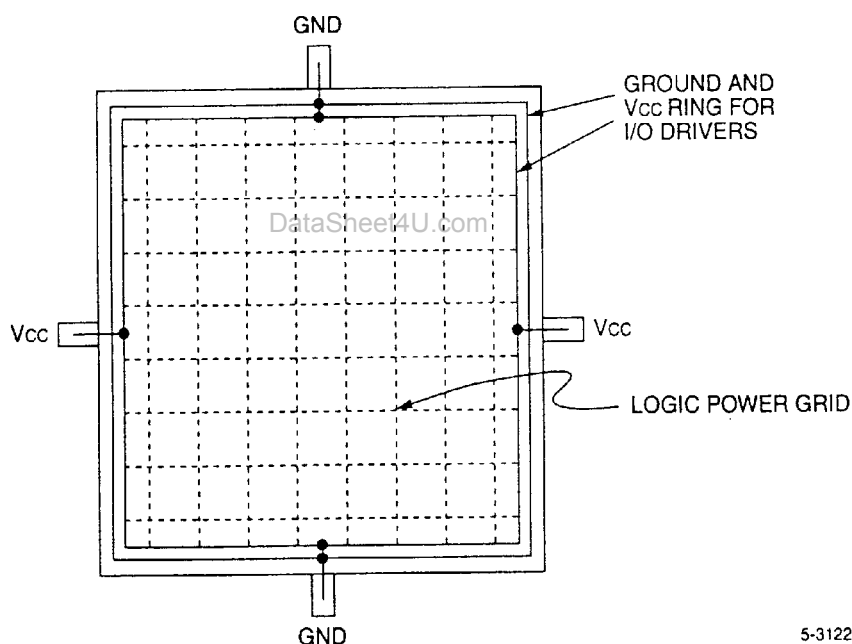 GND
GROUND AND
Vcc RING FOR
I/O DRIVERS
DataSheet4U.com
Vcc
Vcc
LOGIC POWER GRID
GND
5-3122